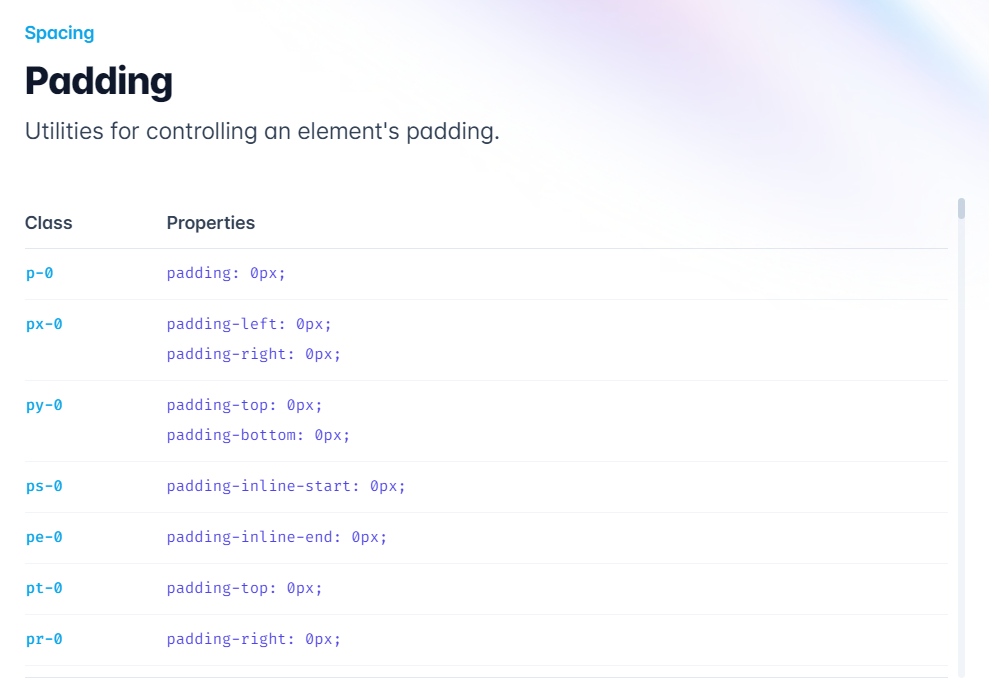 Spacing
Padding
Utilities for controlling an element's padding.
Class Properties
p-0 padding: 0px;
px-0 padding-left: 0px;
padding-right: 0px;
py-0 padding-top: 0px;
padding-bottom: 0px;
ps-0 padding-inline-start: 0px;
pe-0 padding-inline-end: 0px;
pt-0 padding-top: 0px;
pr-0 padding-right: 0px;